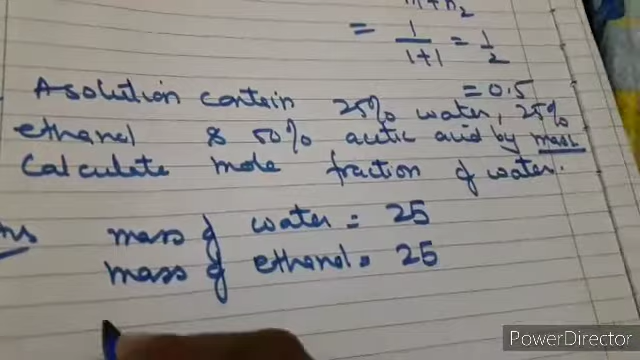 = 1/1+1 = 1/2
= 0.5
A solution contain 25% water, 25%
ethanol & 50% acetic acid by mass
Calculate mole fraction of water.
Ans mass of water = 25
mass of ethanol = 25
PowerDirector